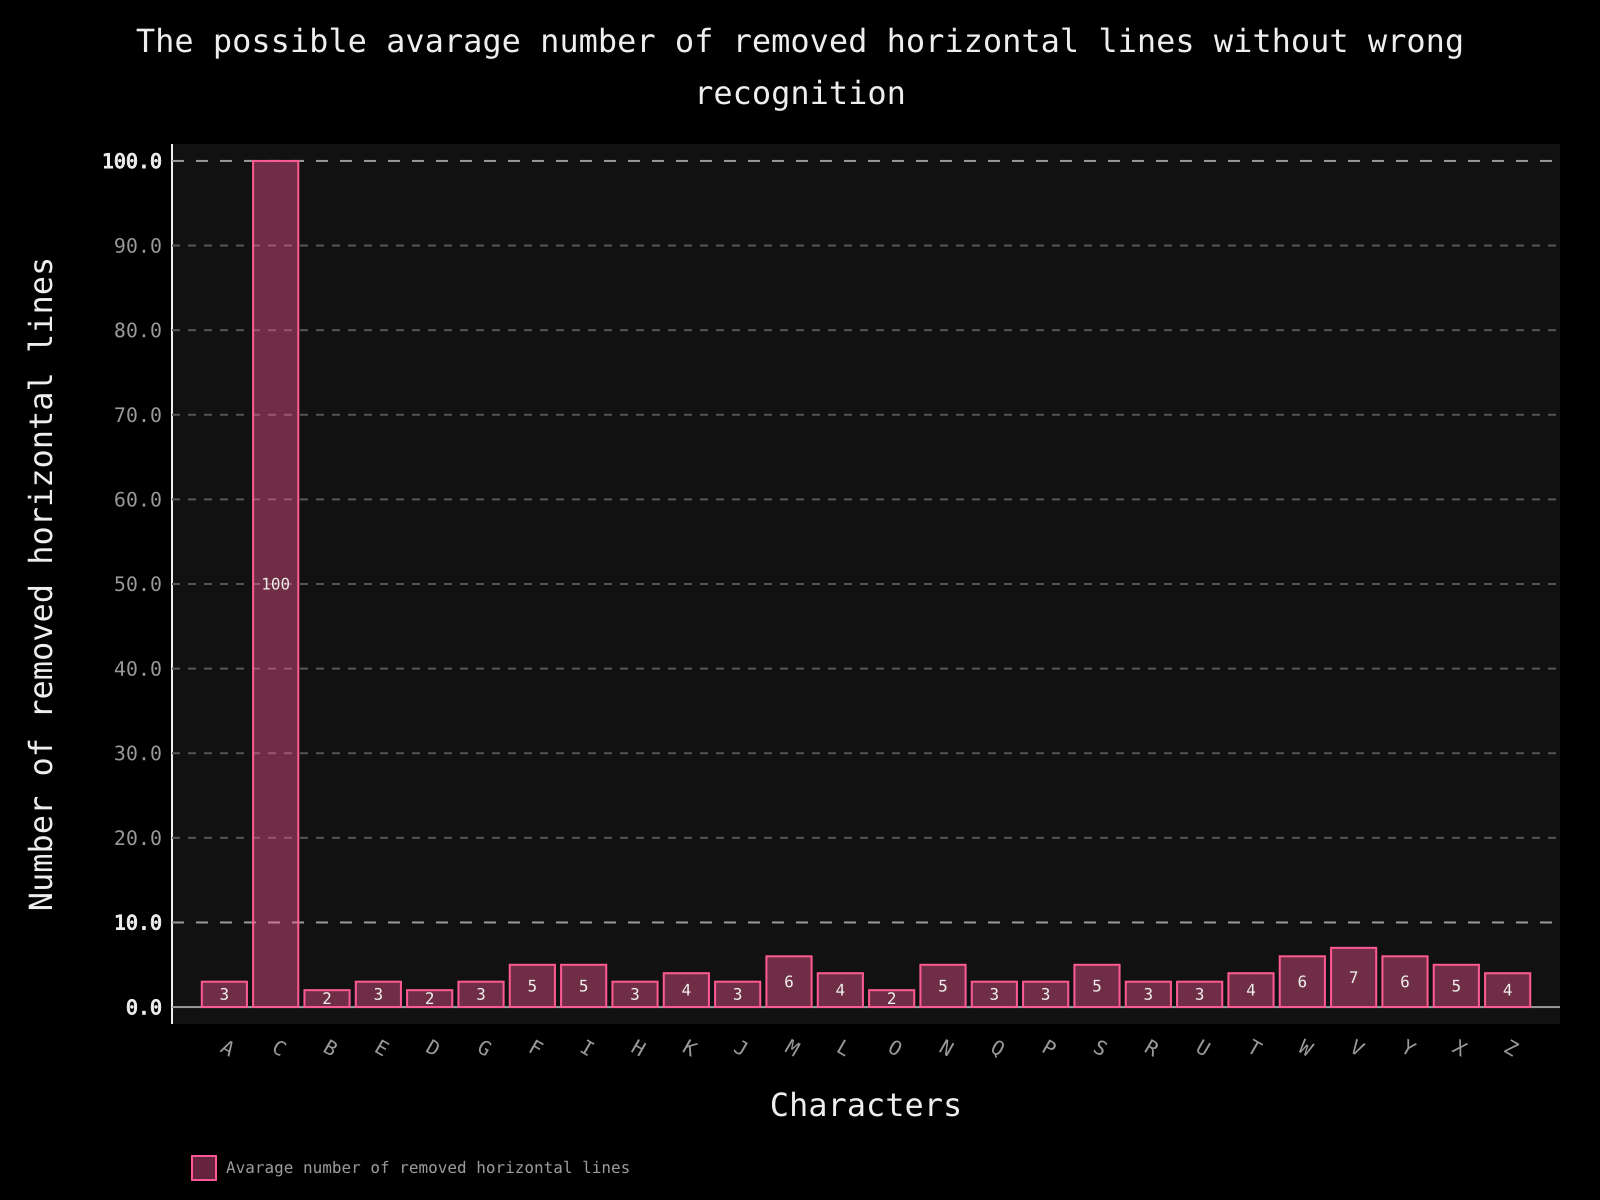 The possible avarage number of removed horizontal lines without wrong
recognition
Number of removed horizontal lines
100.0
90.0
80.0
70.0
60.0
50.0
40.0
30.0
20.0
10.0
0.0
3 100 2 3 2 3 5 5 3 4 3 6 4 2 5 3 3 5 3 3 4 6 7 6 5 4
A C B E D G F I H K J M L O N Q P S R U T W V Y X Z
Characters
Avarage number of removed horizontal lines